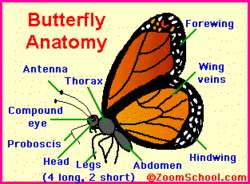 Butterfly
Anatomy
Forewing
Antenna
Thorax
Wing
veins
Compound
eye
Proboscis
Head
Legs
(4 long, 2 short)
Abdomen
Hindwing
©ZoomSchool.com